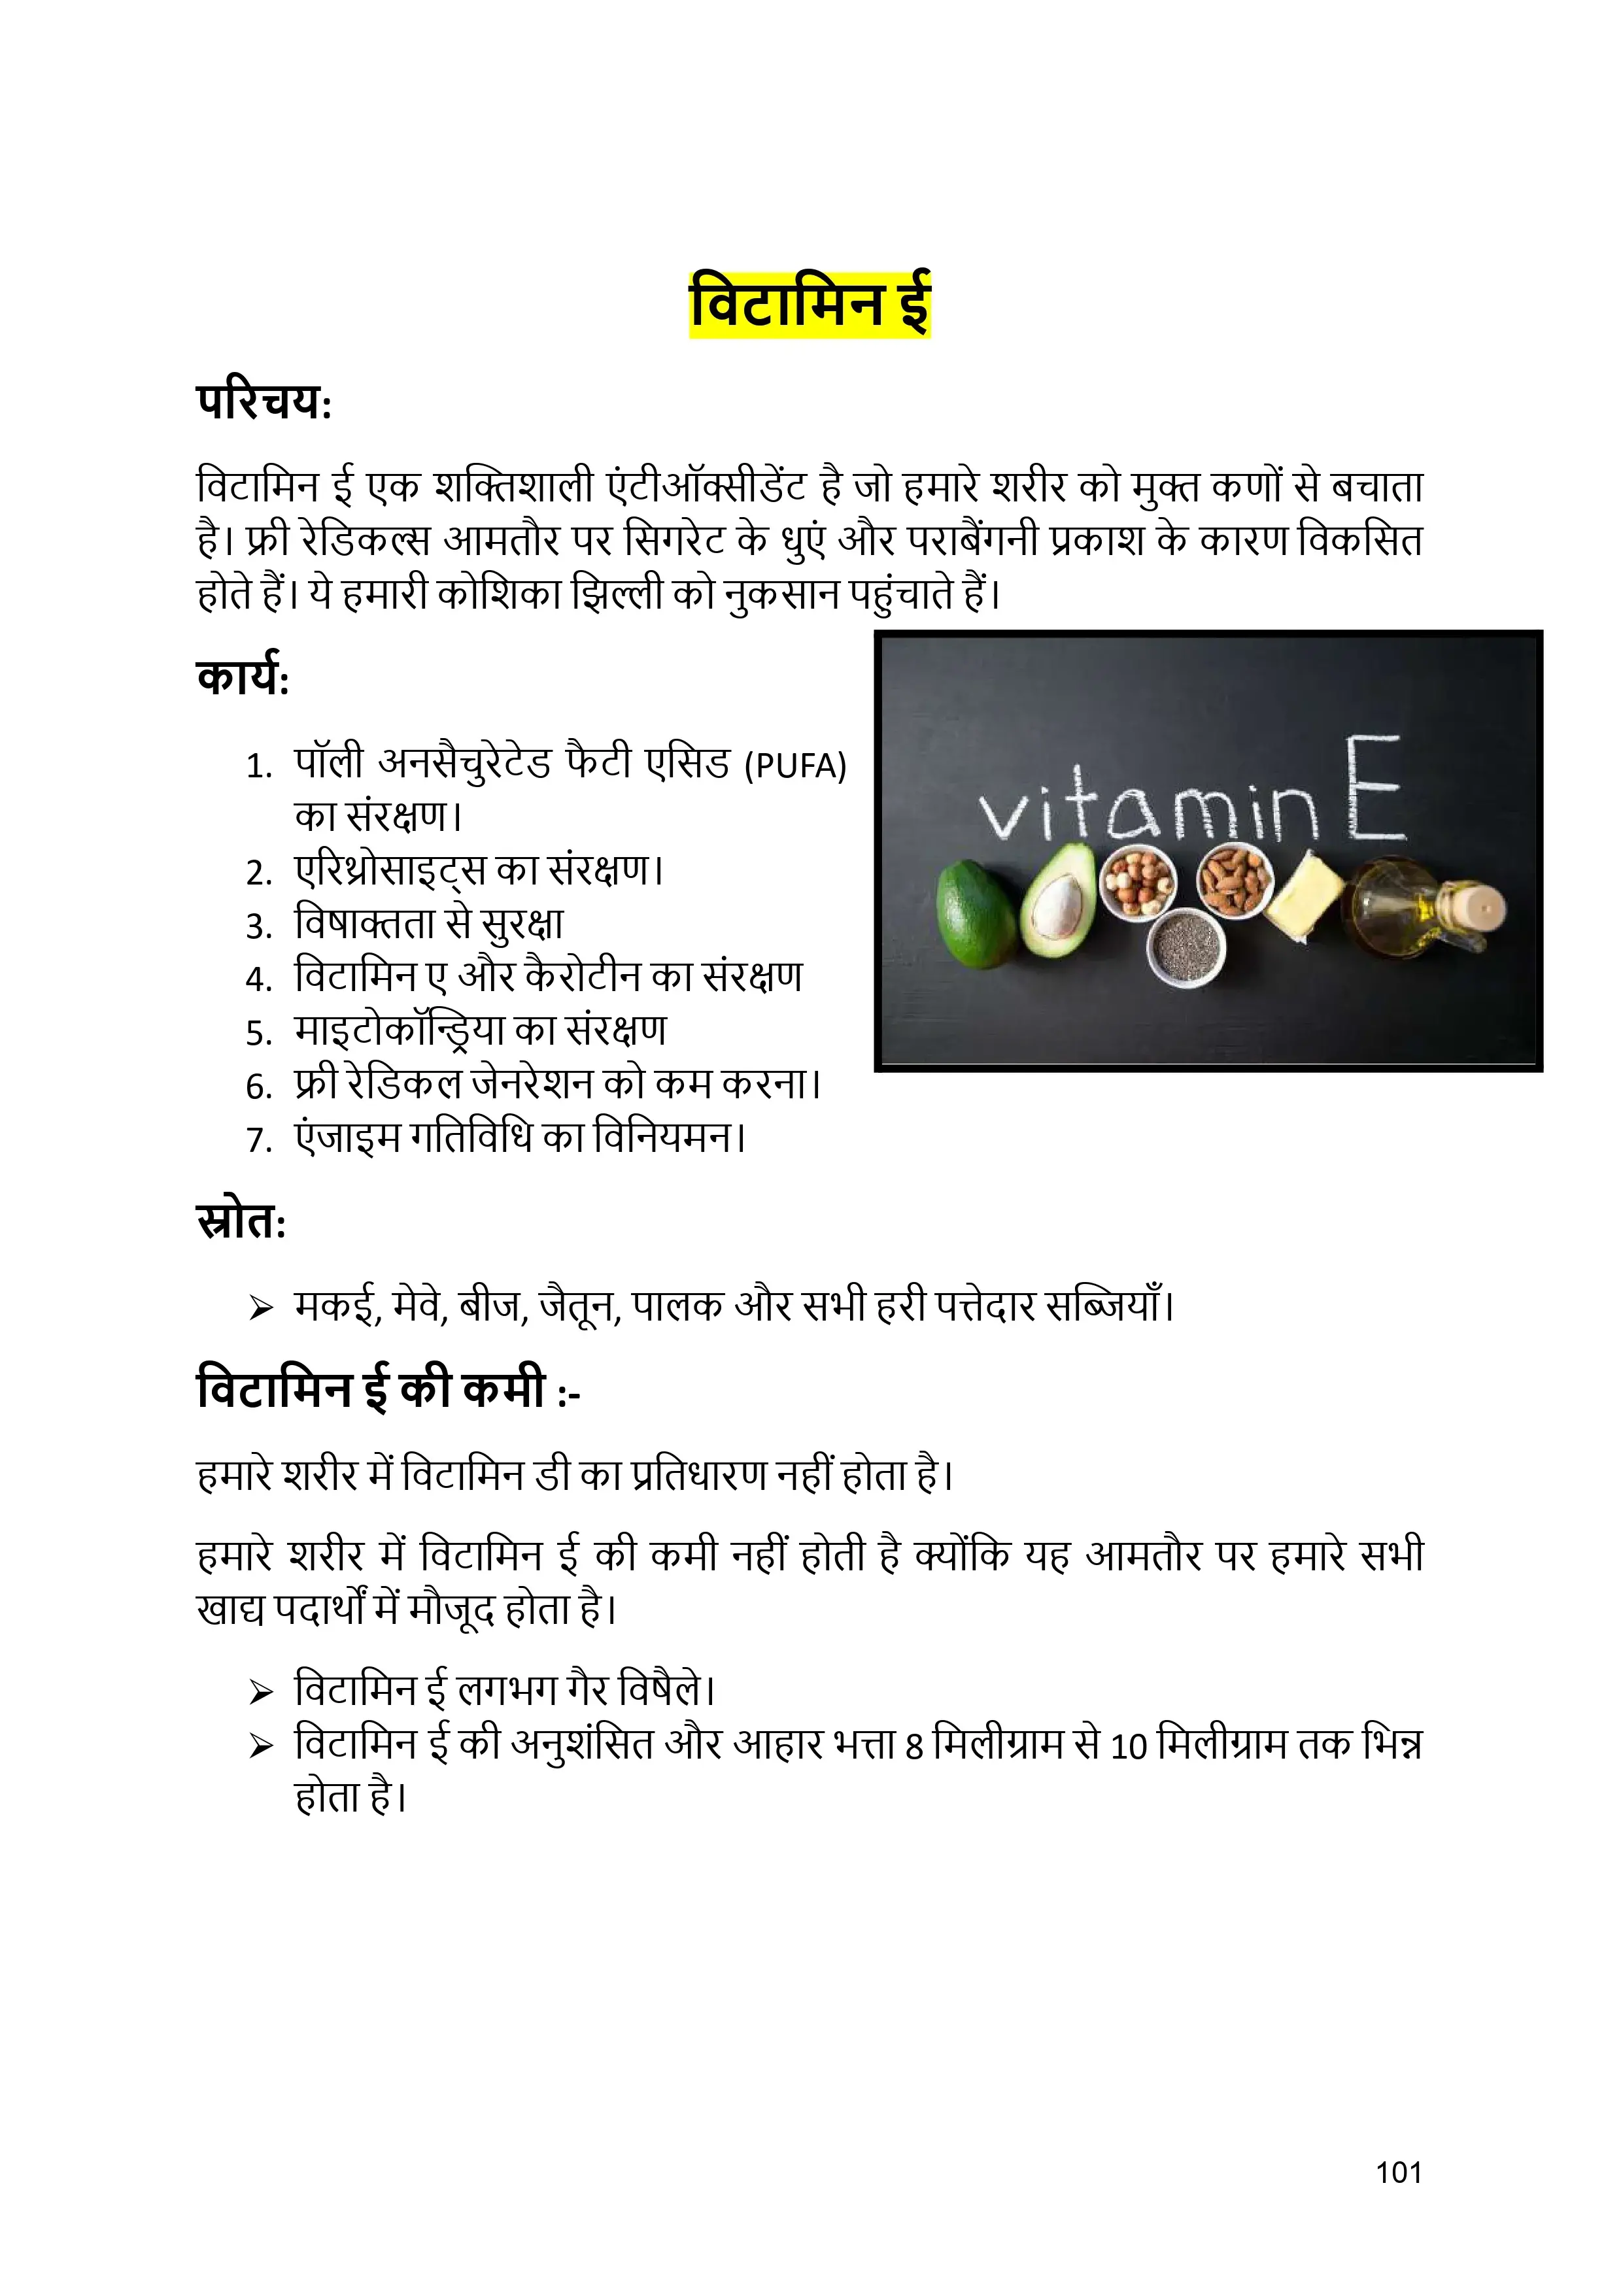 विटामिन ई
परिचय:
विटामिन ई एक शक्तिशाली एंटीऑक्सीडेंट है जो हमारे शरीर को मुक्त कणों से बचाता
है। फ्री रेडिकल्स आमतौर पर सिगरेट के धुएं और पराबैंगनी प्रकाश के कारण विकसित
होते हैं। ये हमारी कोशिका झिल्ली को नुकसान पहुंचाते हैं।
कार्य:
1. पॉली अनसैचुरेटेड फैटी एसिड (PUFA)
का संरक्षण।
2. एरिथ्रोसाइट्स का संरक्षण।
3. विषाक्तता से सुरक्षा
4. विटामिन ए और कैरोटीन का संरक्षण
5. माइटोकॉन्ड्रिया का संरक्षण
6. फ्री रेडिकल जेनरेशन को कम करना।
7. एंजाइम गतिविधि का विनियमन।
vitamin E
स्रोत:
➢ मकई, मेवे, बीज, जैतून, पालक और सभी हरी पत्तेदार सब्जियाँ।
विटामिन ई की कमी :-
हमारे शरीर में विटामिन डी का प्रतिधारण नहीं होता है।
हमारे शरीर में विटामिन ई की कमी नहीं होती है क्योंकि यह आमतौर पर हमारे सभी
खाद्य पदार्थों में मौजूद होता है।
➢ विटामिन ई लगभग गैर विषैले।
➢ विटामिन ई की अनुशंसित और आहार भत्ता 8 मिलीग्राम से 10 मिलीग्राम तक भिन्न
होता है।
101